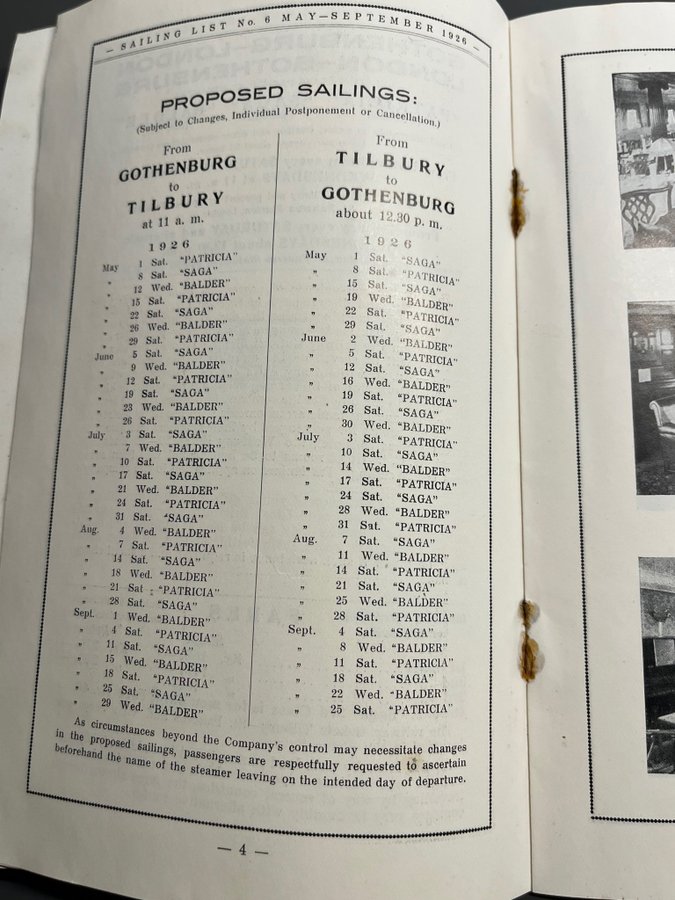 — SAILING LIST No. 6 MAY—SEPTEMBER 1926 —
PROPOSED SAILINGS:
(Subject to Changes, Individual Postponement or Cancellation.)
From
GOTHENBURG
to
TILBURY
at 11 a. m.
1926
May 1 Sat. “PATRICIA”
„ 8 Sat. “SAGA”
„ 12 Wed. “BALDER”
„ 15 Sat. “PATRICIA”
„ 22 Sat. “SAGA”
„ 26 Wed. “BALDER”
„ 29 Sat. “PATRICIA”
June 5 Sat. “SAGA”
„ 9 Wed. “BALDER”
„ 12 Sat. “PATRICIA”
„ 19 Sat. “SAGA”
„ 23 Wed. “BALDER”
„ 26 Sat. “PATRICIA”
July 3 Sat. “SAGA”
„ 7 Wed. “BALDER”
„ 10 Sat. “PATRICIA”
„ 17 Sat. “SAGA”
„ 21 Wed. “BALDER”
„ 24 Sat. “PATRICIA”
„ 31 Sat. “SAGA”
Aug. 4 Wed. “BALDER”
„ 7 Sat. “PATRICIA”
„ 14 Sat. “SAGA”
„ 18 Wed. “BALDER”
„ 21 Sat. “PATRICIA”
„ 28 Sat. “SAGA”
Sept. 1 Wed. “BALDER”
„ 4 Sat. “PATRICIA”
„ 11 Sat. “SAGA”
„ 15 Wed. “BALDER”
„ 18 Sat. “PATRICIA”
„ 25 Sat. “SAGA”
„ 29 Wed. “BALDER”
From
TILBURY
to
GOTHENBURG
about 12.30 p. m.
1926
May 1 Sat. “SAGA”
„ 8 Sat. “PATRICIA”
„ 15 Sat. “SAGA”
„ 19 Wed. “BALDER”
„ 22 Sat. “PATRICIA”
„ 29 Sat. “SAGA”
June 2 Wed. “BALDER”
„ 5 Sat. “PATRICIA”
„ 12 Sat. “SAGA”
„ 16 Wed. “BALDER”
„ 19 Sat. “PATRICIA”
„ 26 Sat. “SAGA”
„ 30 Wed. “BALDER”
July 3 Sat. “PATRICIA”
„ 10 Sat. “SAGA”
„ 14 Wed. “BALDER”
„ 17 Sat. “PATRICIA”
„ 24 Sat. “SAGA”
„ 28 Wed. “BALDER”
„ 31 Sat. “PATRICIA”
Aug. 7 Sat. “SAGA”
„ 11 Wed. “BALDER”
„ 14 Sat. “PATRICIA”
„ 21 Sat. “SAGA”
„ 25 Wed. “BALDER”
„ 28 Sat. “PATRICIA”
Sept. 4 Sat. “SAGA”
„ 8 Wed. “BALDER”
„ 11 Sat. “PATRICIA”
„ 18 Sat. “SAGA”
„ 22 Wed. “BALDER”
„ 25 Sat. “PATRICIA”
As circumstances beyond the Company's control may necessitate changes
in the proposed sailings, passengers are respectfully requested to ascertain
beforehand the name of the steamer leaving on the intended day of departure.
— 4 —